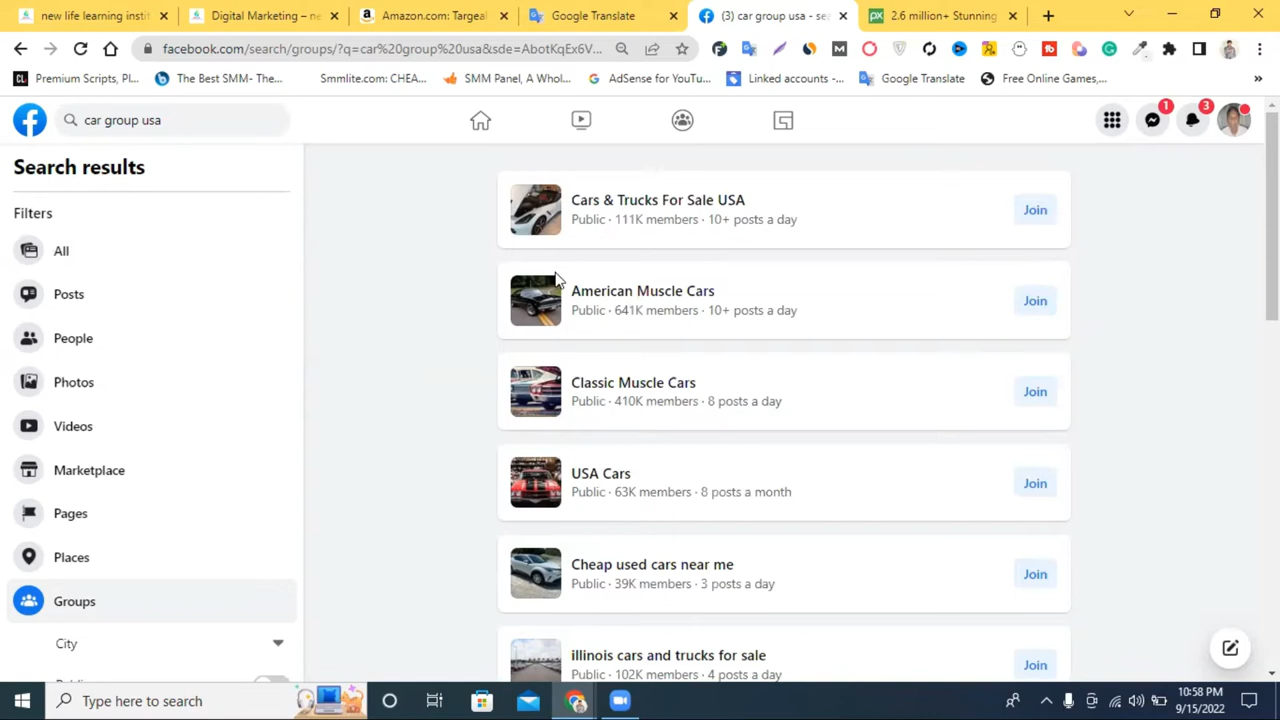 new life learning instit
Digital Marketing – ne
Amazon.com: Targeal
Google Translate
(3) car group usa - sea
2.6 million+ Stunning
facebook.com/search/groups/?q=car%20group%20usa&sde=AbotKqEx6V...
Premium Scripts, Pl...
The Best SMM- The...
Smmlite.com: CHEA...
SMM Panel, A Whol...
AdSense for YouTu...
Linked accounts -...
Google Translate
Free Online Games,...
car group usa
1
3
Search results
Filters
All
Posts
People
Photos
Videos
Marketplace
Pages
Places
Groups
City
Cars & Trucks For Sale USA
Public · 111K members · 10+ posts a day
Join
American Muscle Cars
Public · 641K members · 10+ posts a day
Join
Classic Muscle Cars
Public · 410K members · 8 posts a day
Join
USA Cars
Public · 63K members · 8 posts a month
Join
Cheap used cars near me
Public · 39K members · 3 posts a day
Join
illinois cars and trucks for sale
Public · 102K members · 4 posts a day
Join
Type here to search
10:58 PM
9/15/2022